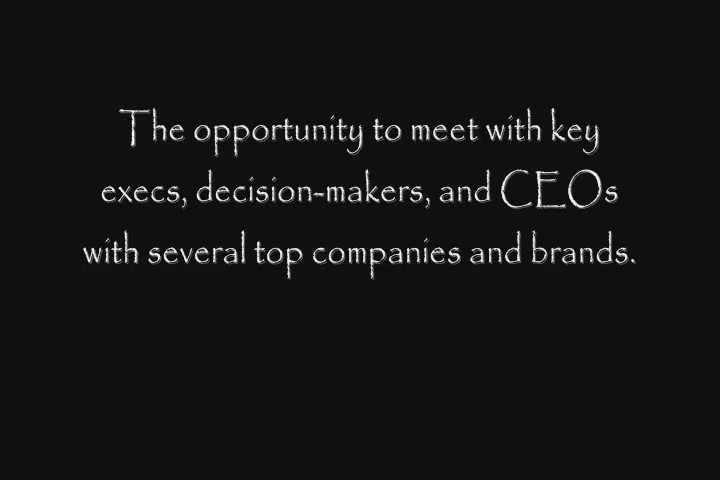 The opportunity to meet with key
execs, decision-makers, and CEOs
with several top companies and brands.